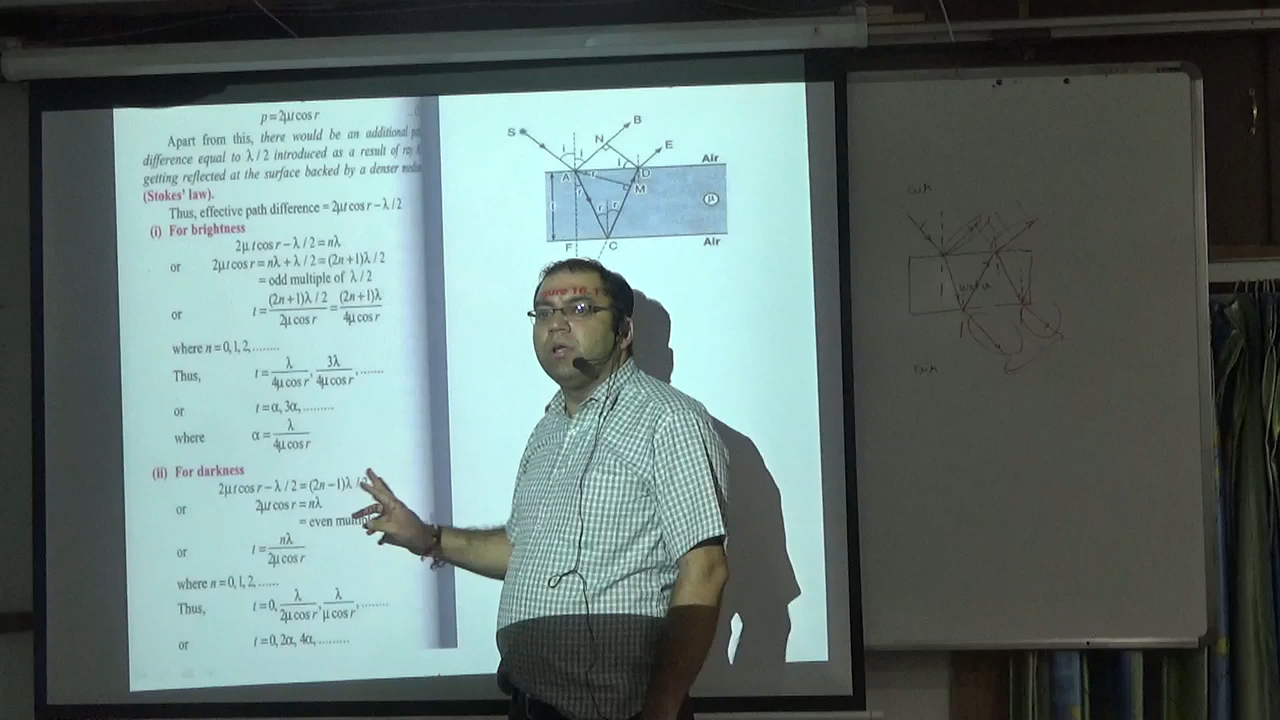 p = 2μt cos r
Apart from this, there would be an additional
difference equal to λ/2 introduced as a result of ray
getting reflected at the surface backed by a denser
(Stokes' law).
Thus, effective path difference = 2μt cos r − λ/2
(i) For brightness
2μ t cos r − λ/2 = nλ
or 2μt cos r = nλ + λ/2 = (2n+1)λ/2
= odd multiple of λ/2
or t = (2n+1)λ/2 / 2μ cos r = (2n+1)λ / 4μ cos r
where n = 0, 1, 2, ........
Thus, t = λ / 4μ cos r, 3λ / 4μ cos r, .......
or t = α, 3α, .........
where α = λ / 4μ cos r
(ii) For darkness
2μt cos r − λ/2 = (2n−1)λ /
or 2μt cos r = nλ
= even
or t = nλ / 2μ cos r
where n = 0, 1, 2, ......
Thus, t = 0, λ / 2μ cos r, λ / μ cos r, ........
or t = 0, 2α, 4α, .........
S
B
N
E
i
i
i
Air
A
r
D
M
r
r
r
t
μ
F
C
Air